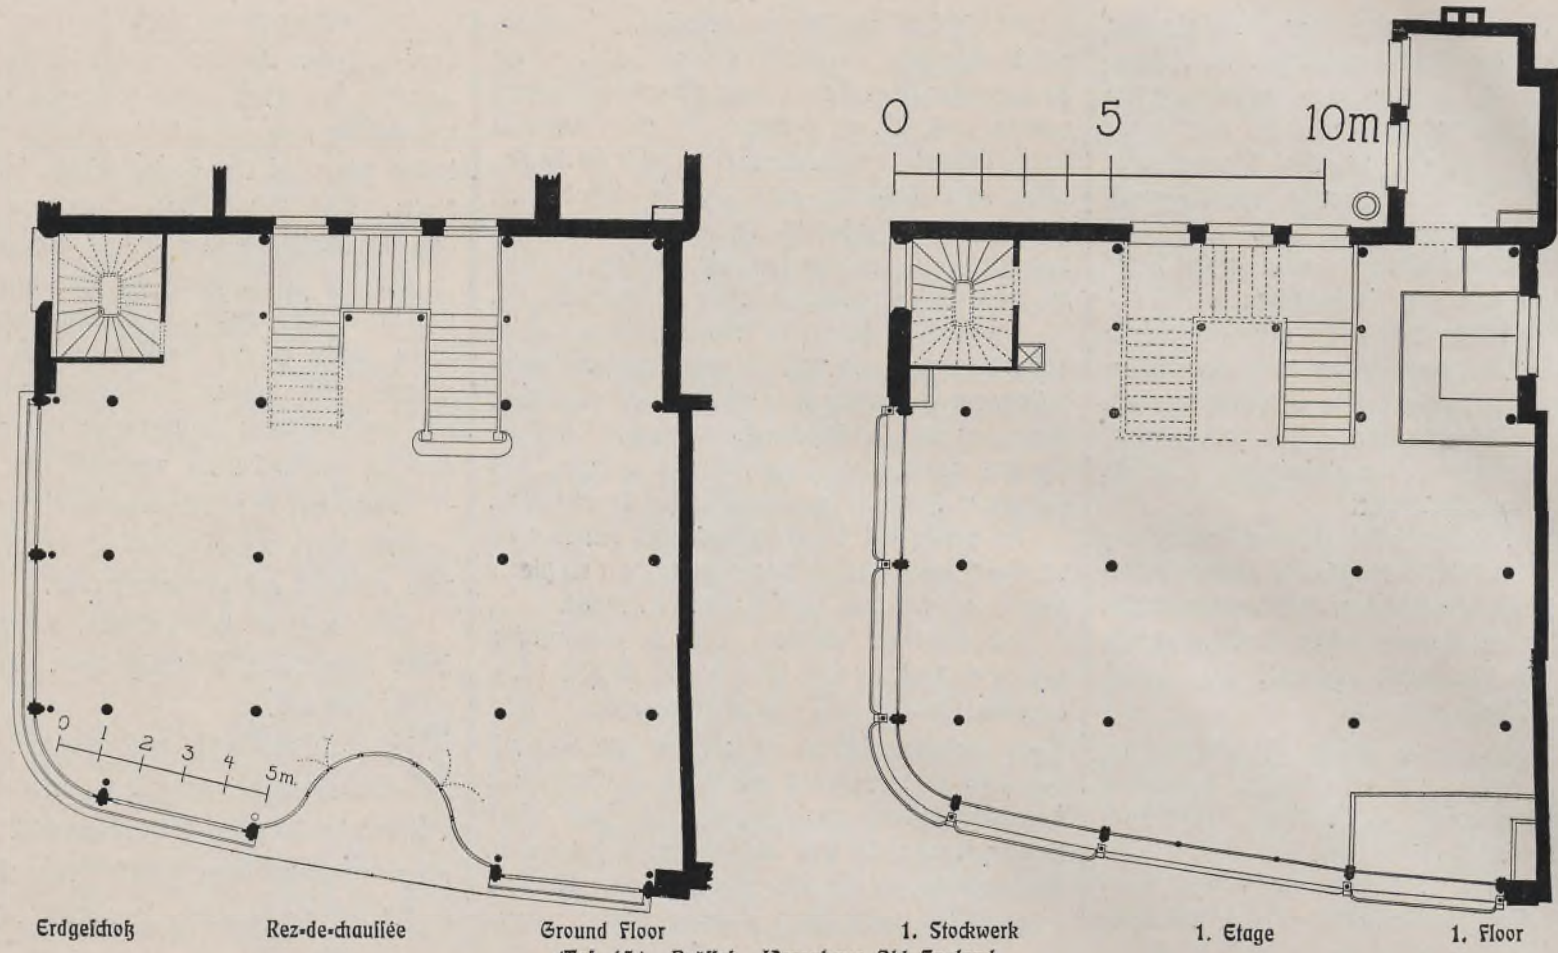 0 5 10m
0 1 2 3 4 5m.
Erdgeschoß Rez-de-chaussée Ground Floor
1. Stockwerk 1. Etage 1. Floor